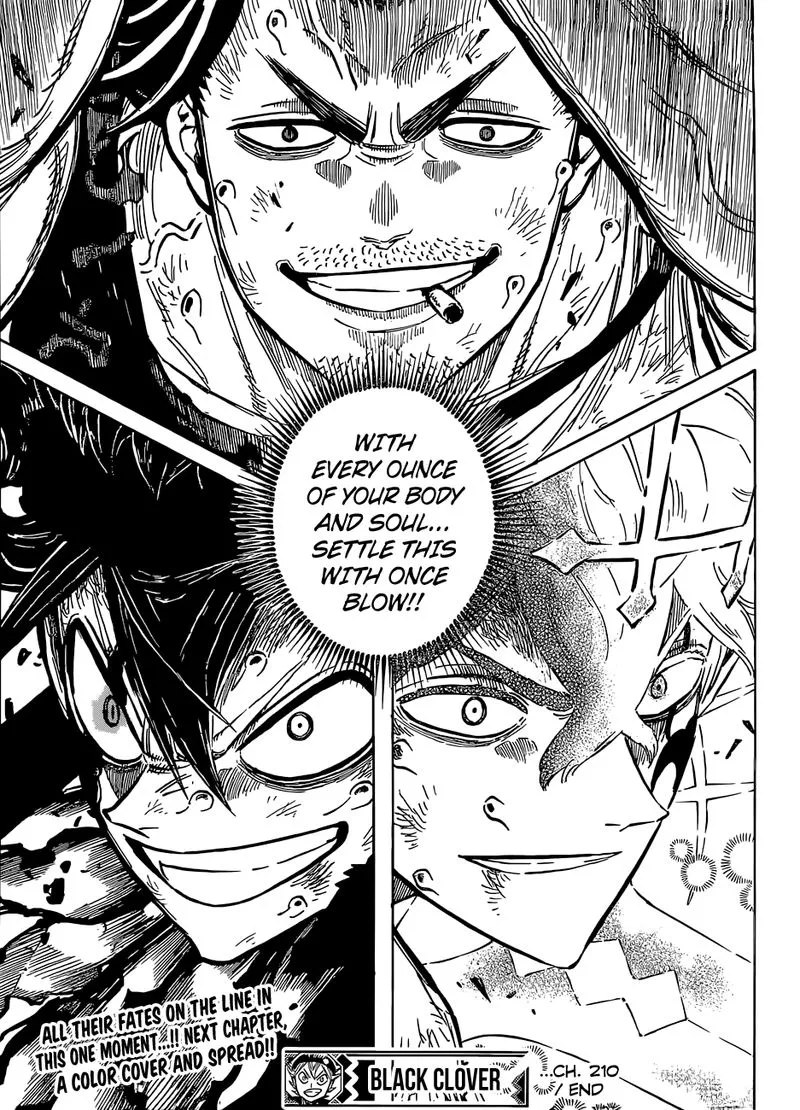 WITH
EVERY OUNCE
OF YOUR BODY
AND SOUL...
SETTLE THIS
WITH ONCE
BLOW!!
ALL THEIR FATES ON THE LINE IN
THIS ONE MOMENT...!! NEXT CHAPTER,
A COLOR COVER AND SPREAD!!
BLACK CLOVER
...CH. 210
/ END